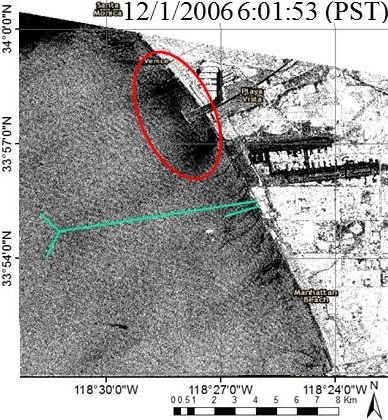 Santa
Monica
12/1/2006 6:01:53 (PST)
34°0'0"N
Venice
Playa
Vista
33°57'0"N
33°54'0"N
Manhattan
Beach
118°30'0"W
118°27'0"W
118°24'0"W
0 0.5 1 2 3 4 5 6 7 8 Km
N